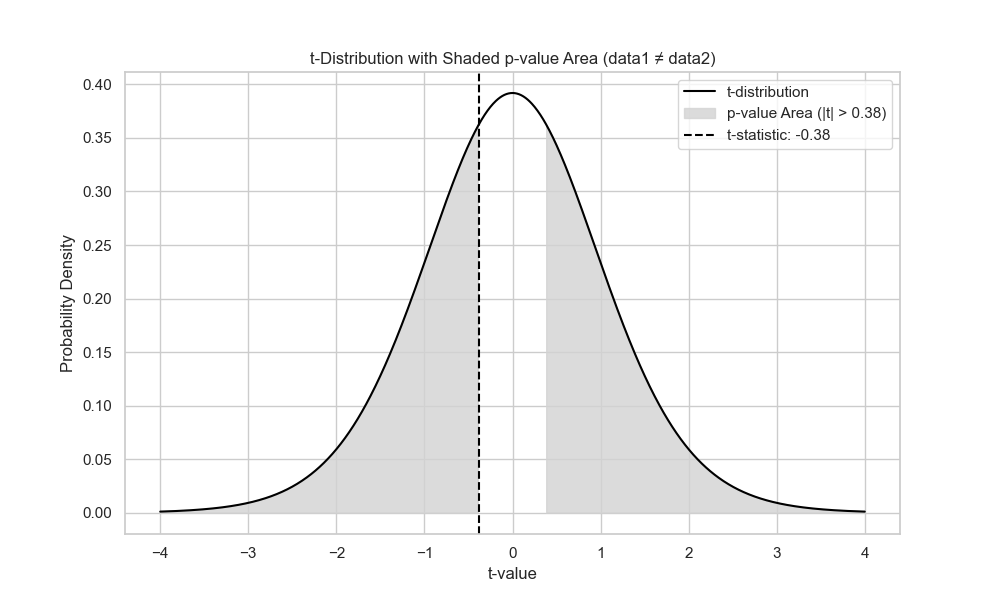 t-Distribution with Shaded p-value Area (data1 ≠ data2)
t-distribution
p-value Area (|t| > 0.38)
t-statistic: -0.38
Probability Density
0.40
0.35
0.30
0.25
0.20
0.15
0.10
0.05
0.00
−4 −3 −2 −1 0 1 2 3 4
t-value